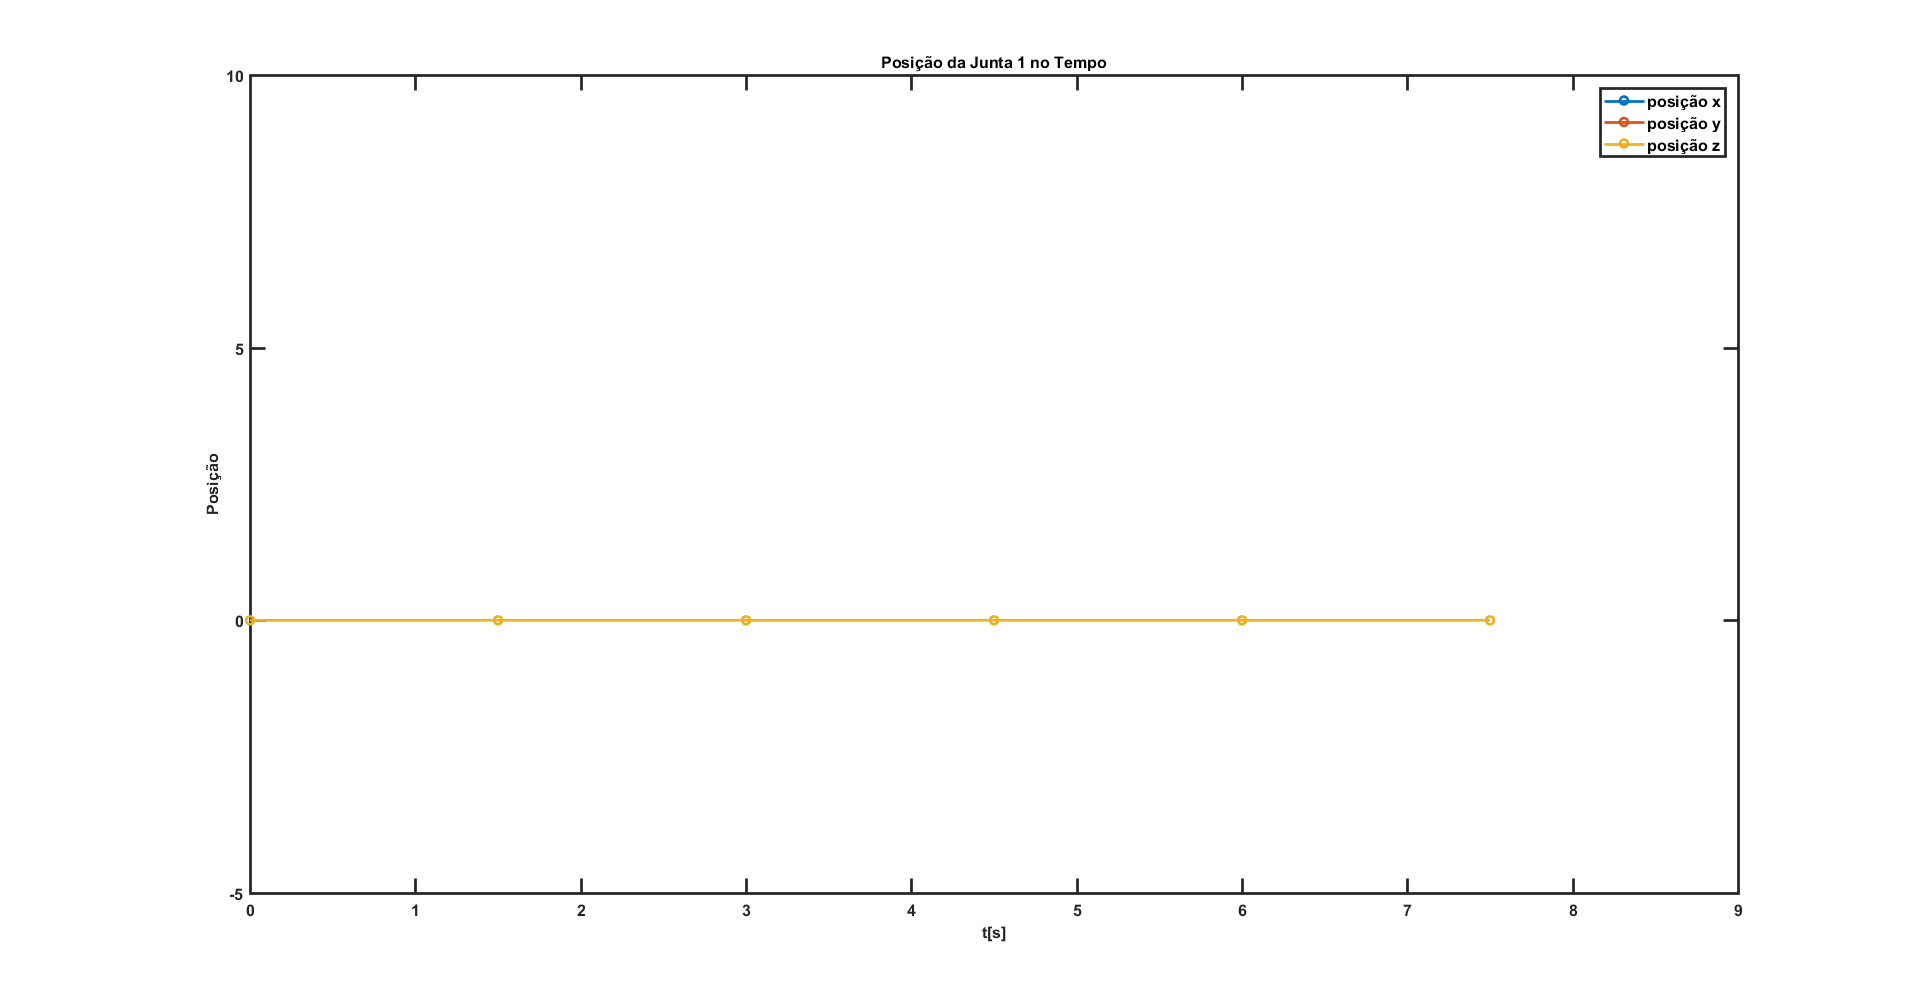 Posição da Junta 1 no Tempo
10
posição x
posição y
posição z
5
Posição
0
-5
0 1 2 3 4 5 6 7 8 9
t[s]